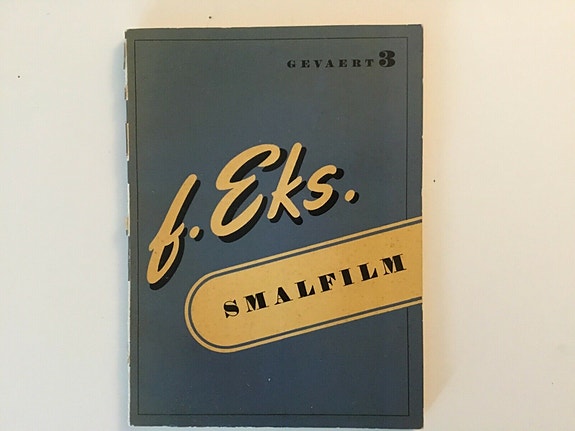 GEVAERT 3
f. Eks.
SMALFILM